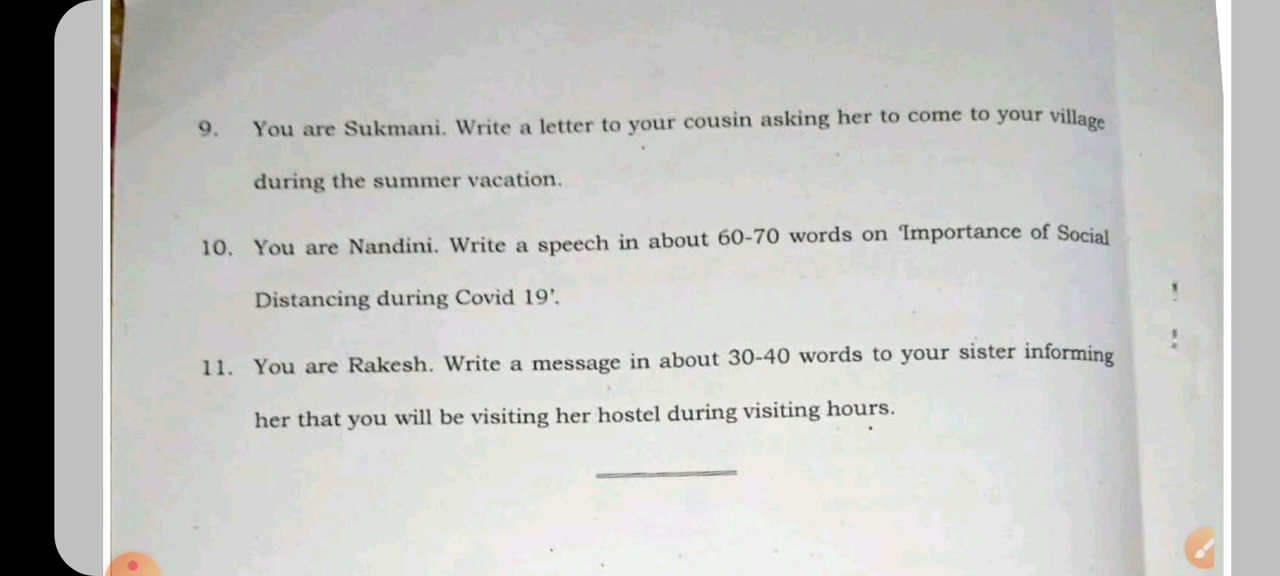 9. You are Sukmani. Write a letter to your cousin asking her to come to your village
during the summer vacation.
10. You are Nandini. Write a speech in about 60-70 words on 'Importance of Social
Distancing during Covid 19'.
11. You are Rakesh. Write a message in about 30-40 words to your sister informing
her that you will be visiting her hostel during visiting hours.